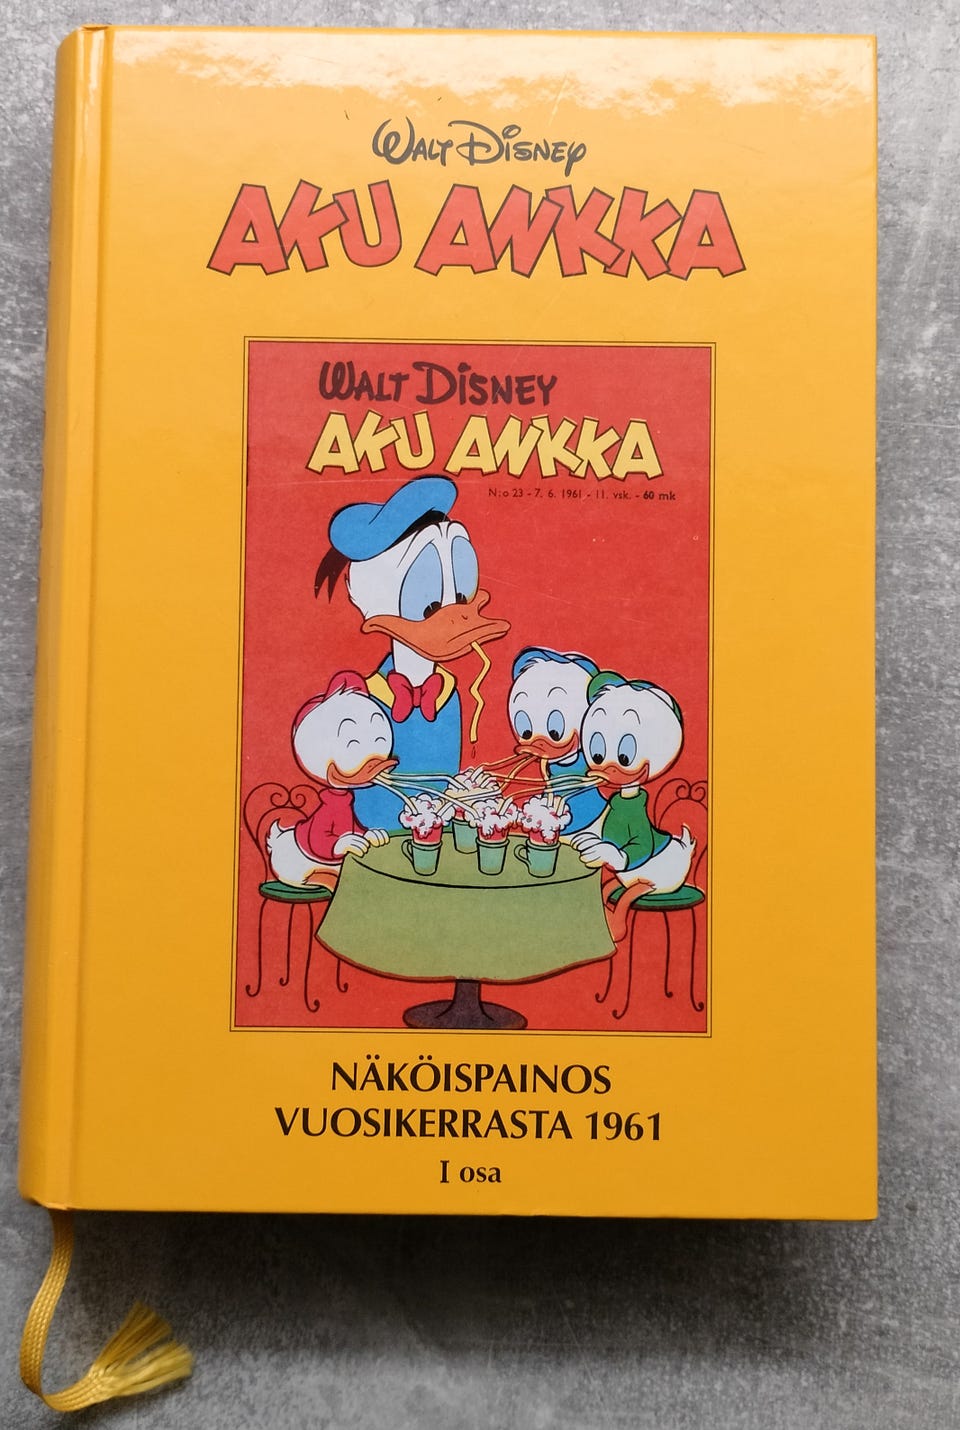 WALT DISNEY
AKU ANKKA
WALT DISNEY
AKU ANKKA
N:o 23 - 7. 6. 1961 - 11. vsk. - 60 mk
NÄKÖISPAINOS
VUOSIKERRASTA 1961
I osa